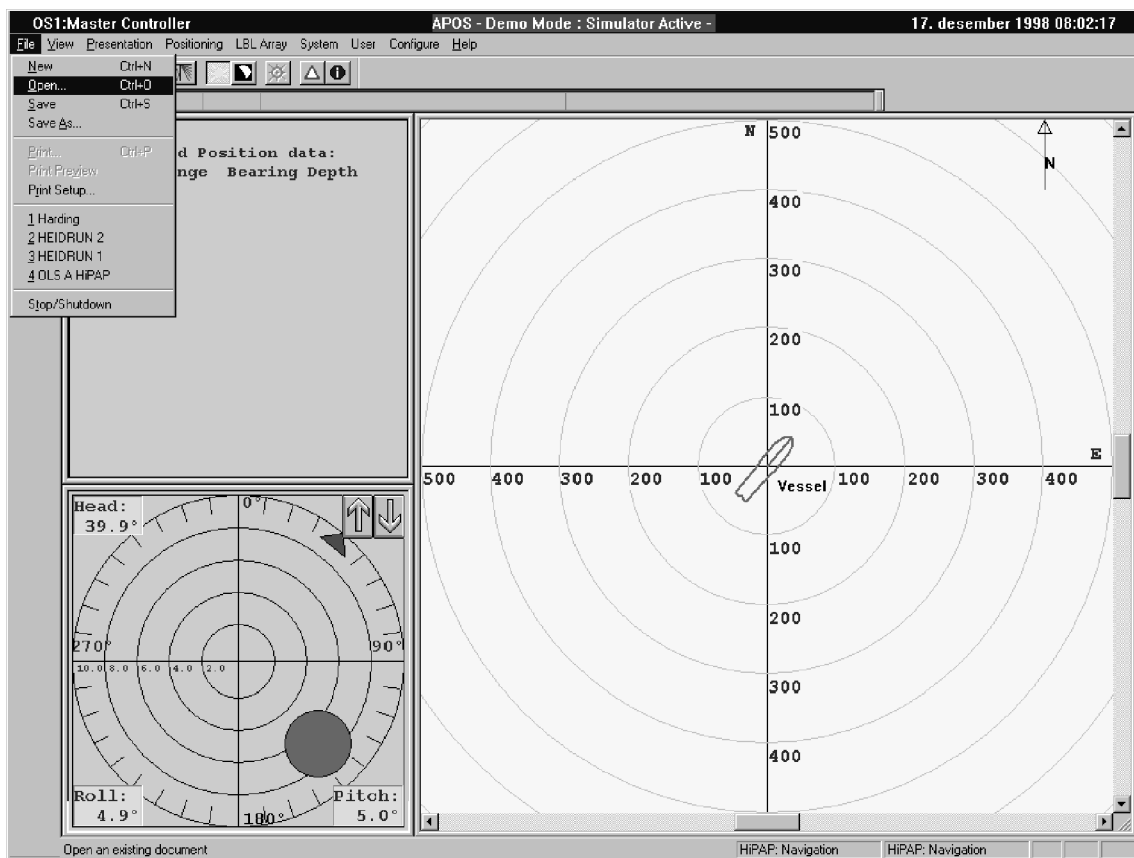 OS1:Master Controller APOS - Demo Mode : Simulator Active - 17. desember 1998 08:02:17
File View Presentation Positioning LBL Array System User Configure Help
New Ctrl+N
Open... Ctrl+O
Save Ctrl+S
Save As...
Print... Ctrl+P
Print Preview
Print Setup...
1 Harding
2 HEIDRUN 2
3 HEIDRUN 1
4 OLS A HiPAP
Stop/Shutdown
d Position data:
nge Bearing Depth
N 500
N
400
300
200
100
E
500 400 300 200 100 Vessel 100 200 300 400
100
200
300
400
Head:
39.9°
0°
270° 90°
10.0 8.0 6.0 4.0 2.0
Roll:
4.9°
180°
Pitch:
5.0°
Open an existing document HiPAP: Navigation HiPAP: Navigation